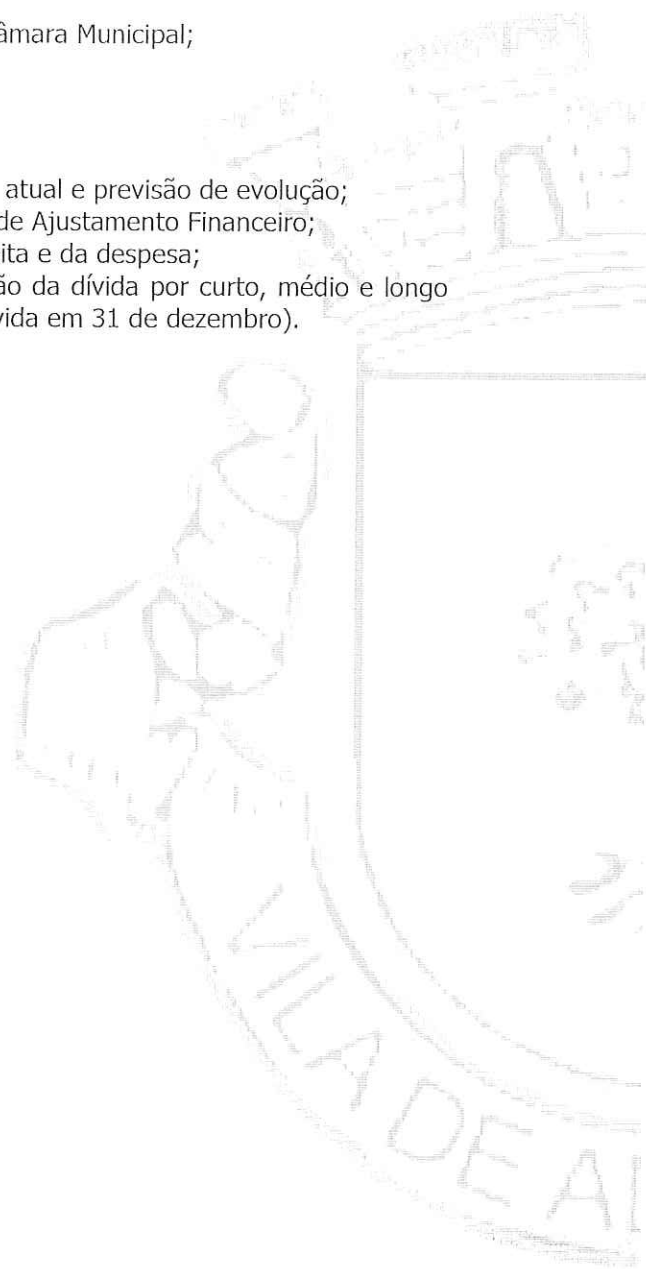 âmara Municipal;
atual e previsão de evolução;
de Ajustamento Financeiro;
ita e da despesa;
ão da dívida por curto, médio e longo
vida em 31 de dezembro).
VILA DE AL